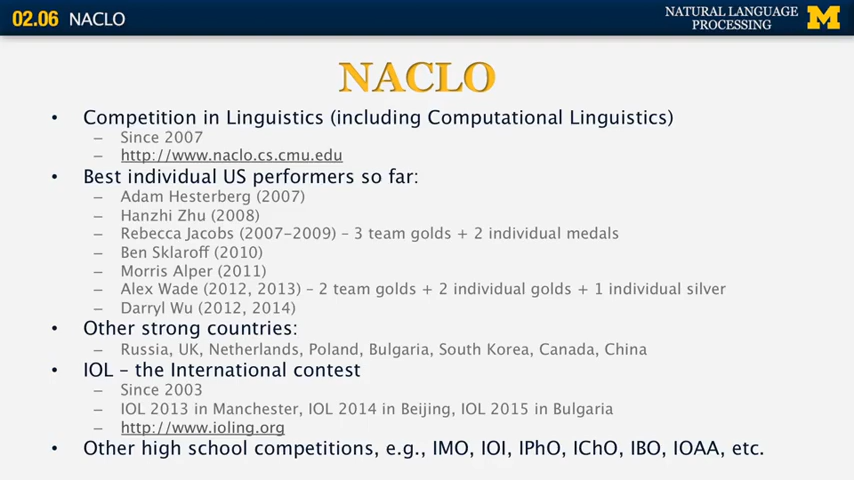 02.06 NACLO
NATURAL LANGUAGE
PROCESSING
M
NACLO
• Competition in Linguistics (including Computational Linguistics)
– Since 2007
– http://www.naclo.cs.cmu.edu
• Best individual US performers so far:
– Adam Hesterberg (2007)
– Hanzhi Zhu (2008)
– Rebecca Jacobs (2007-2009) – 3 team golds + 2 individual medals
– Ben Sklaroff (2010)
– Morris Alper (2011)
– Alex Wade (2012, 2013) – 2 team golds + 2 individual golds + 1 individual silver
– Darryl Wu (2012, 2014)
• Other strong countries:
– Russia, UK, Netherlands, Poland, Bulgaria, South Korea, Canada, China
• IOL – the International contest
– Since 2003
– IOL 2013 in Manchester, IOL 2014 in Beijing, IOL 2015 in Bulgaria
– http://www.ioling.org
• Other high school competitions, e.g., IMO, IOI, IPhO, IChO, IBO, IOAA, etc.